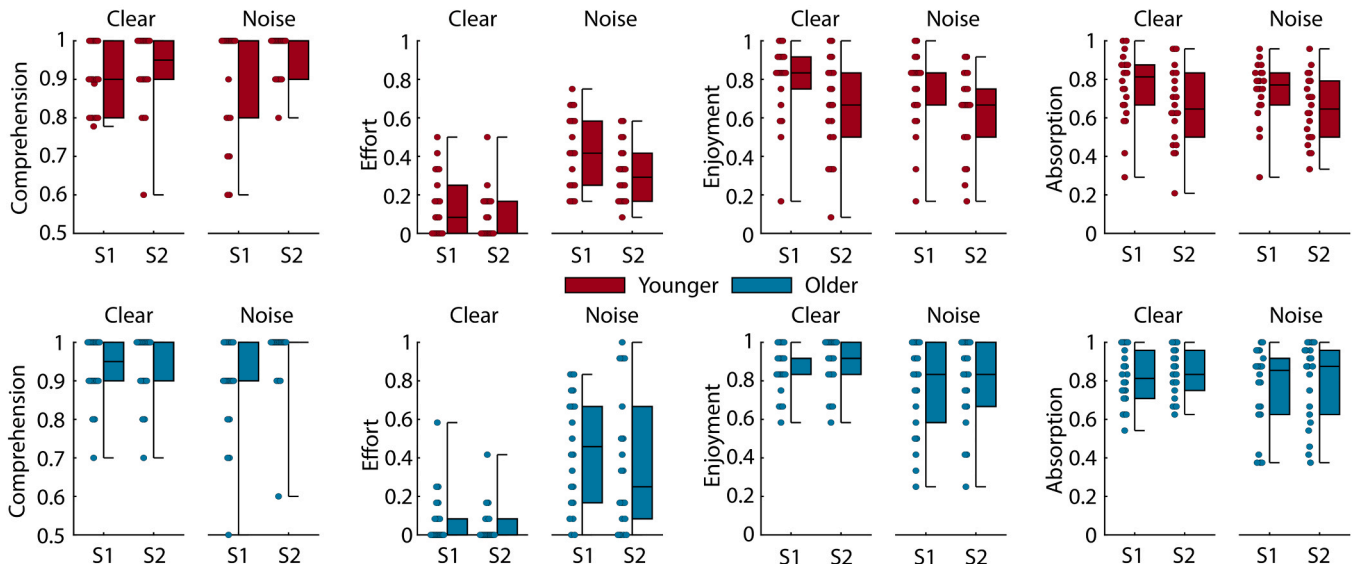 Clear Noise
Comprehension
1
0.9
0.8
0.7
0.6
0.5
S1 S2 S1 S2
Clear Noise
Effort
1
0.8
0.6
0.4
0.2
0
S1 S2 S1 S2
Clear Noise
Enjoyment
1
0.8
0.6
0.4
0.2
0
S1 S2 S1 S2
Clear Noise
Absorption
1
0.8
0.6
0.4
0.2
0
S1 S2 S1 S2
Younger Older
Clear Noise
Comprehension
1
0.9
0.8
0.7
0.6
0.5
S1 S2 S1 S2
Clear Noise
Effort
1
0.8
0.6
0.4
0.2
0
S1 S2 S1 S2
Clear Noise
Enjoyment
1
0.8
0.6
0.4
0.2
0
S1 S2 S1 S2
Clear Noise
Absorption
1
0.8
0.6
0.4
0.2
0
S1 S2 S1 S2